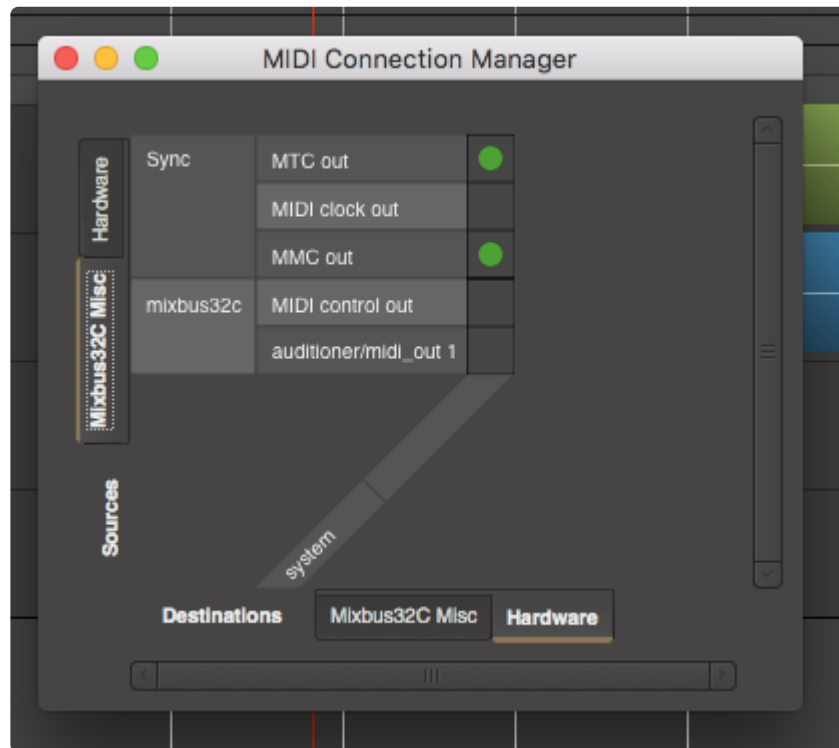 MIDI Connection Manager
Hardware
Mixbus32C Misc
Sources
Sync
MTC out
MIDI clock out
MMC out
mixbus32c
MIDI control out
auditioner/midi_out 1
system
Destinations
Mixbus32C Misc
Hardware